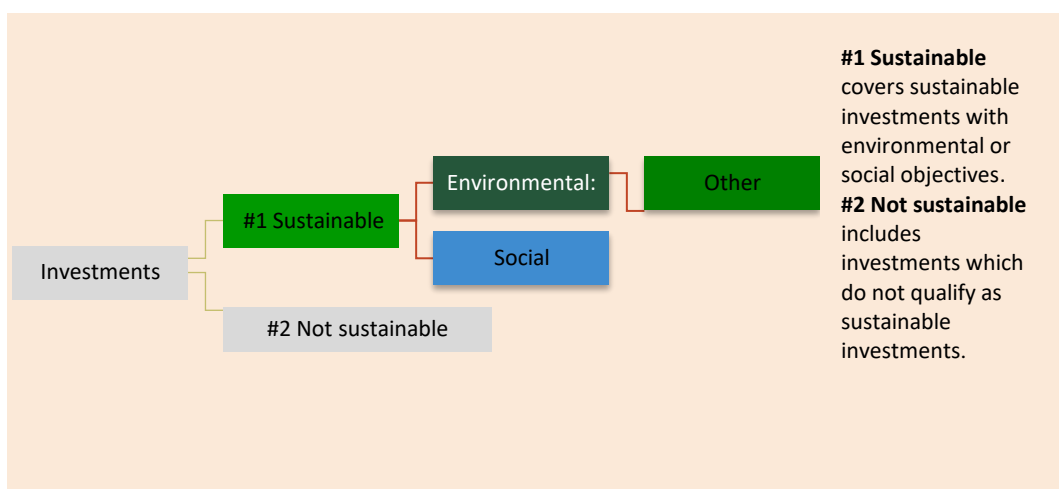 Investments
#1 Sustainable
#2 Not sustainable
Environmental:
Social
Other
#1 Sustainable
covers sustainable
investments with
environmental or
social objectives.
#2 Not sustainable
includes
investments which
do not qualify as
sustainable
investments.